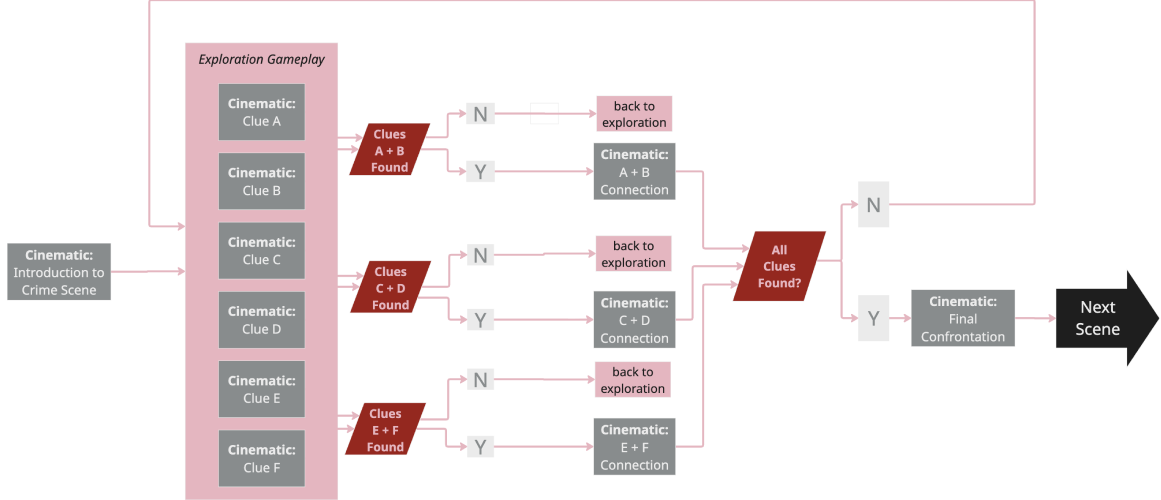 Exploration Gameplay
Cinematic:
Clue A
Cinematic:
Clue B
Cinematic:
Clue C
Cinematic:
Clue D
Cinematic:
Clue E
Cinematic:
Clue F
Cinematic:
Introduction to
Crime Scene
Clues
A + B
Found
N
back to
exploration
Y
Cinematic:
A + B
Connection
Clues
C + D
Found
N
back to
exploration
Y
Cinematic:
C + D
Connection
Clues
E + F
Found
N
back to
exploration
Y
Cinematic:
E + F
Connection
All
Clues
Found?
N
Y
Cinematic:
Final
Confrontation
Next
Scene